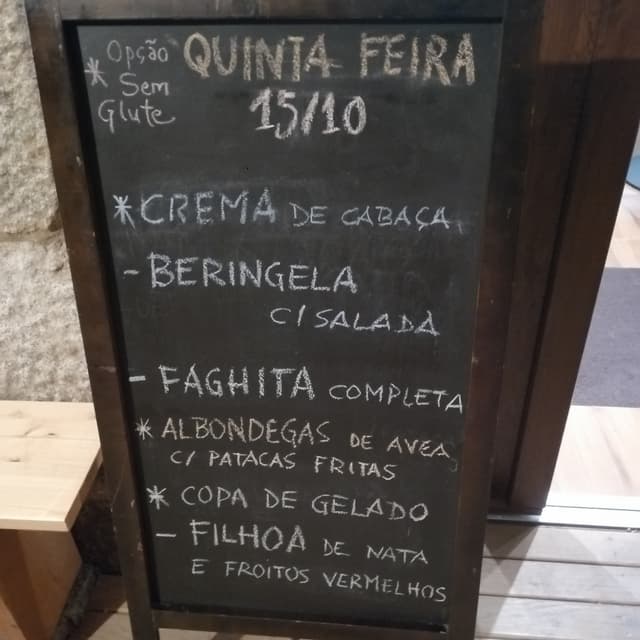 Opção
* Sem
Glute
QUINTA FEIRA
15/10
* CREMA DE CABAÇA
- BERINGELA
C/ SALADA
- FAGHITA COMPLETA
* ALBONDEGAS DE AVEA
C/ PATACAS FRITAS
* COPA DE GELADO
- FILHOA DE NATA
E FROITOS VERMELHOS